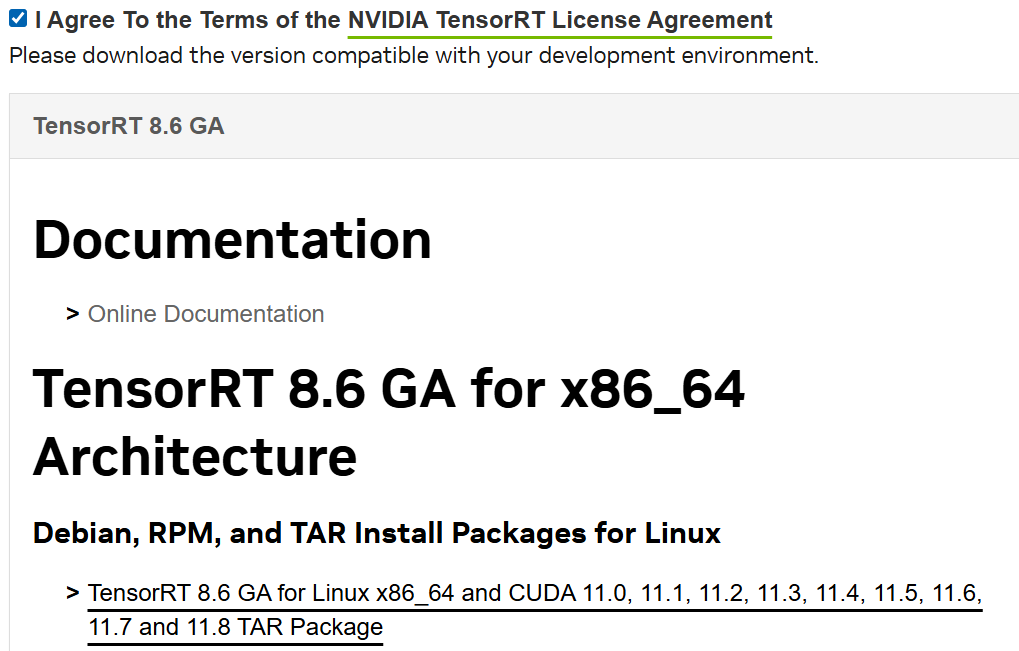 I Agree To the Terms of the NVIDIA TensorRT License Agreement
Please download the version compatible with your development environment.
TensorRT 8.6 GA
Documentation
> Online Documentation
TensorRT 8.6 GA for x86_64
Architecture
Debian, RPM, and TAR Install Packages for Linux
> TensorRT 8.6 GA for Linux x86_64 and CUDA 11.0, 11.1, 11.2, 11.3, 11.4, 11.5, 11.6,
11.7 and 11.8 TAR Package